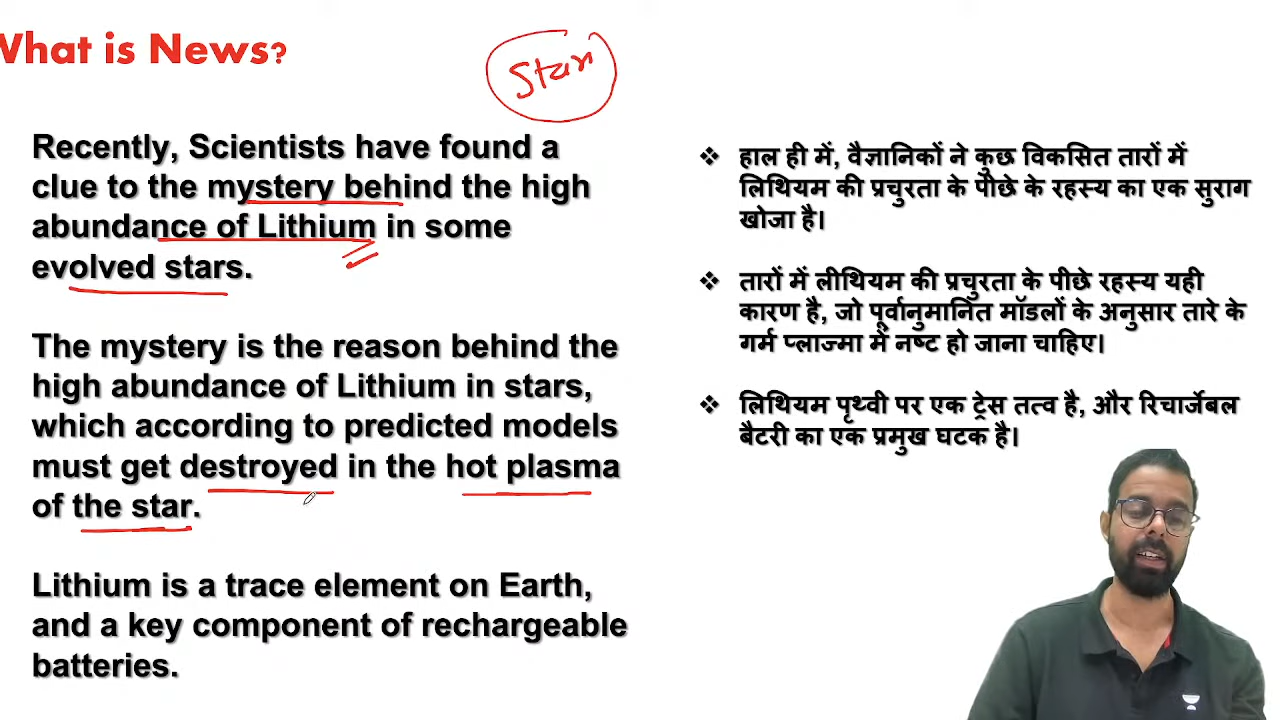 What is News?
Star
Recently, Scientists have found a
clue to the mystery behind the high
abundance of Lithium in some
evolved stars.
The mystery is the reason behind the
high abundance of Lithium in stars,
which according to predicted models
must get destroyed in the hot plasma
of the star.
Lithium is a trace element on Earth,
and a key component of rechargeable
batteries.
❖ हाल ही में, वैज्ञानिकों ने कुछ विकसित तारों में
लिथियम की प्रचुरता के पीछे के रहस्य का एक सुराग
खोजा है।
❖ तारों में लीथियम की प्रचुरता के पीछे रहस्य यही
कारण है, जो पूर्वानुमानित मॉडलों के अनुसार तारे के
गर्म प्लाज्मा में नष्ट हो जाना चाहिए।
❖ लिथियम पृथ्वी पर एक ट्रेस तत्व है, और रिचार्जेबल
बैटरी का एक प्रमुख घटक है।